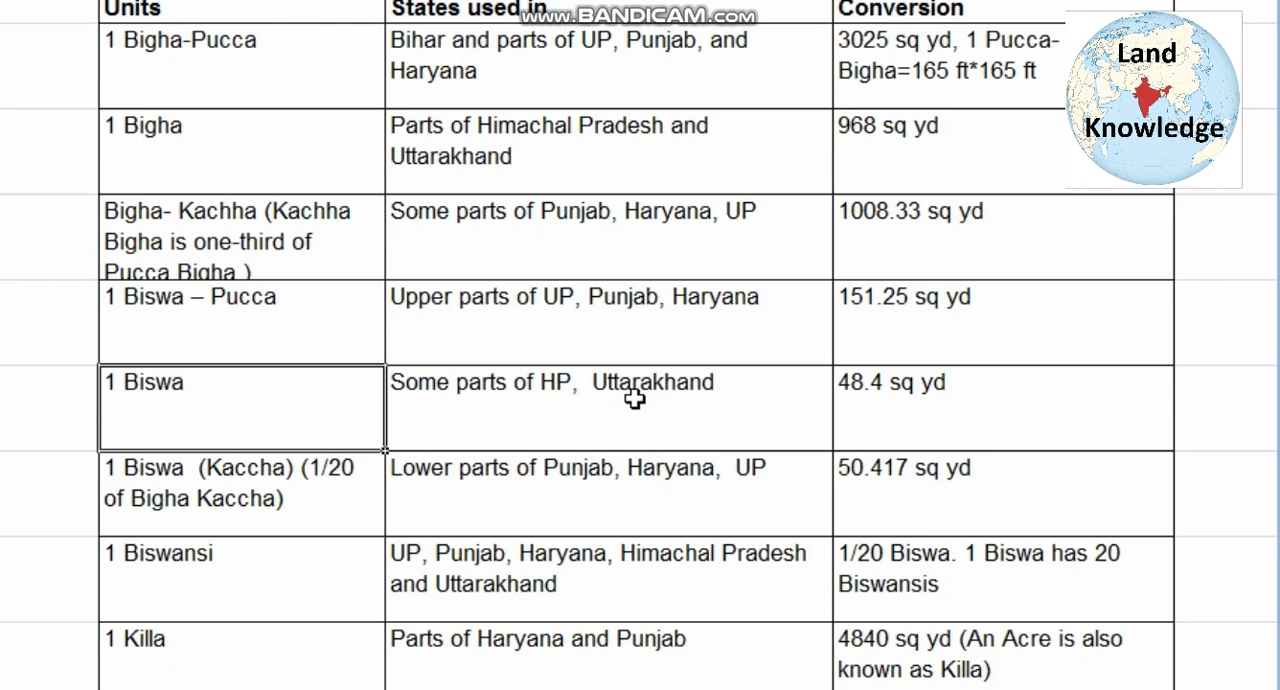 www.BANDICAM.com
Units States used in Conversion
1 Bigha-Pucca
Bihar and parts of UP, Punjab, and
Haryana
3025 sq yd, 1 Pucca-
Bigha=165 ft*165 ft
1 Bigha
Parts of Himachal Pradesh and
Uttarakhand
968 sq yd
Bigha- Kachha (Kachha
Bigha is one-third of
Pucca Bigha )
Some parts of Punjab, Haryana, UP
1008.33 sq yd
1 Biswa – Pucca
Upper parts of UP, Punjab, Haryana
151.25 sq yd
1 Biswa
Some parts of HP,  Uttarakhand
48.4 sq yd
1 Biswa  (Kaccha) (1/20
of Bigha Kaccha)
Lower parts of Punjab, Haryana,  UP
50.417 sq yd
1 Biswansi
UP, Punjab, Haryana, Himachal Pradesh
and Uttarakhand
1/20 Biswa. 1 Biswa has 20
Biswansis
1 Killa
Parts of Haryana and Punjab
4840 sq yd (An Acre is also
known as Killa)
Land
Knowledge